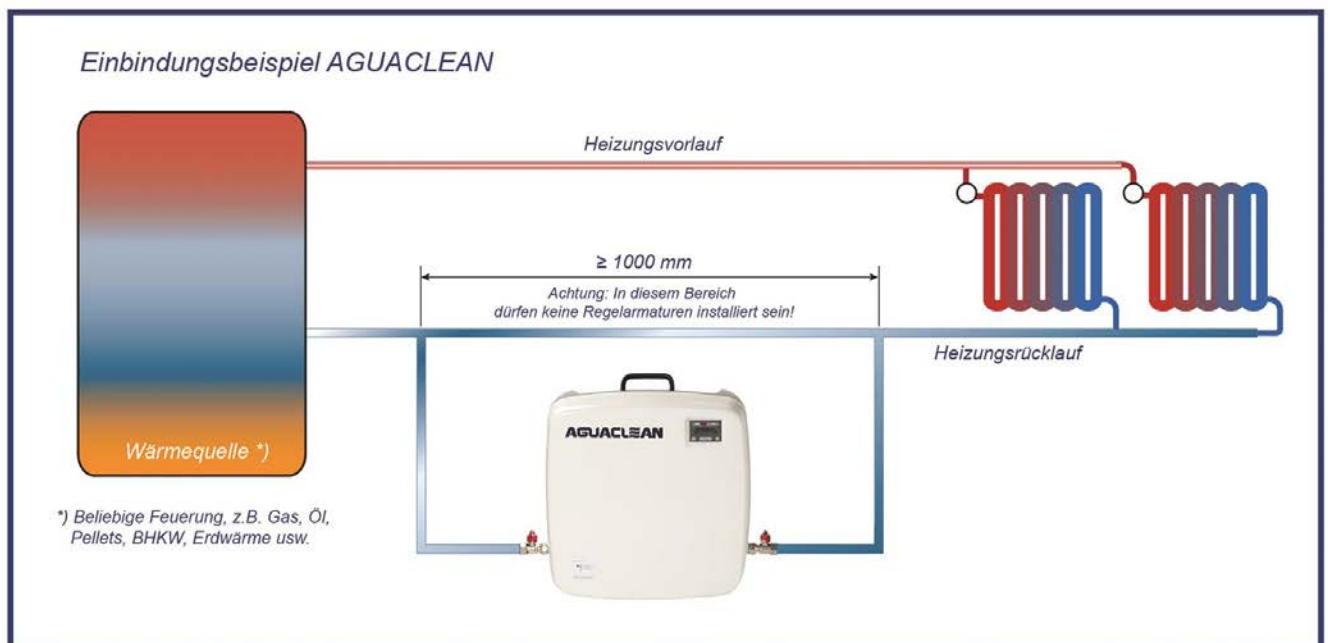 Einbindungsbeispiel AGUACLEAN
Heizungsvorlauf
≥ 1000 mm
Achtung: In diesem Bereich
dürfen keine Regelarmaturen installiert sein!
Heizungsrücklauf
AGUACLEAN
Wärmequelle *)
*) Beliebige Feuerung, z.B. Gas, Öl,
Pellets, BHKW, Erdwärme usw.